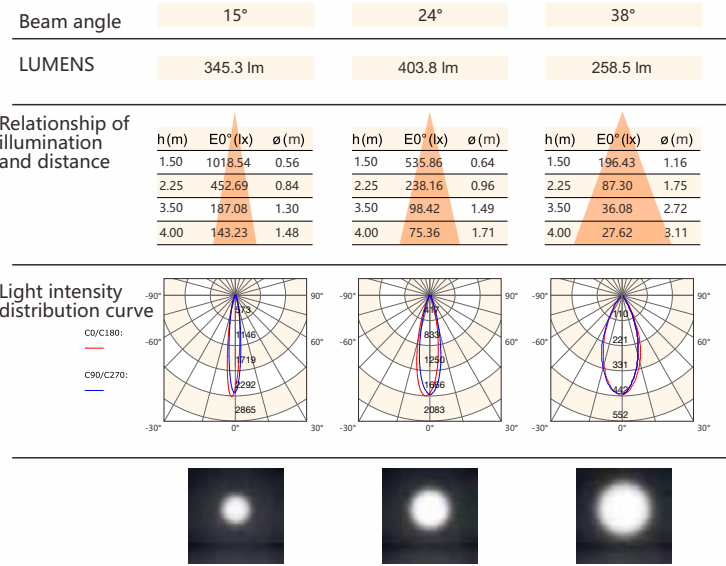 Beam angle 15° 24° 38°
LUMENS 345.3 lm 403.8 lm 258.5 lm
Relationship of
illumination
and distance
h(m) E0°(lx) ø(m)
1.50 1018.54 0.56
2.25 452.69 0.84
3.50 187.08 1.30
4.00 143.23 1.48
h(m) E0°(lx) ø(m)
1.50 535.86 0.64
2.25 238.16 0.96
3.50 98.42 1.49
4.00 75.36 1.71
h(m) E0°(lx) ø(m)
1.50 196.43 1.16
2.25 87.30 1.75
3.50 36.08 2.72
4.00 27.62 3.11
Light intensity
distribution curve
C0/C180:
C90/C270:
-90° 90°
573
1146
-60° 60°
1719
2292
2865
-30° 0° 30°
-90° 90°
417
833
-60° 60°
1250
1666
2083
-30° 0° 30°
-90° 90°
110
221
-60° 60°
331
442
552
-30° 0° 30°